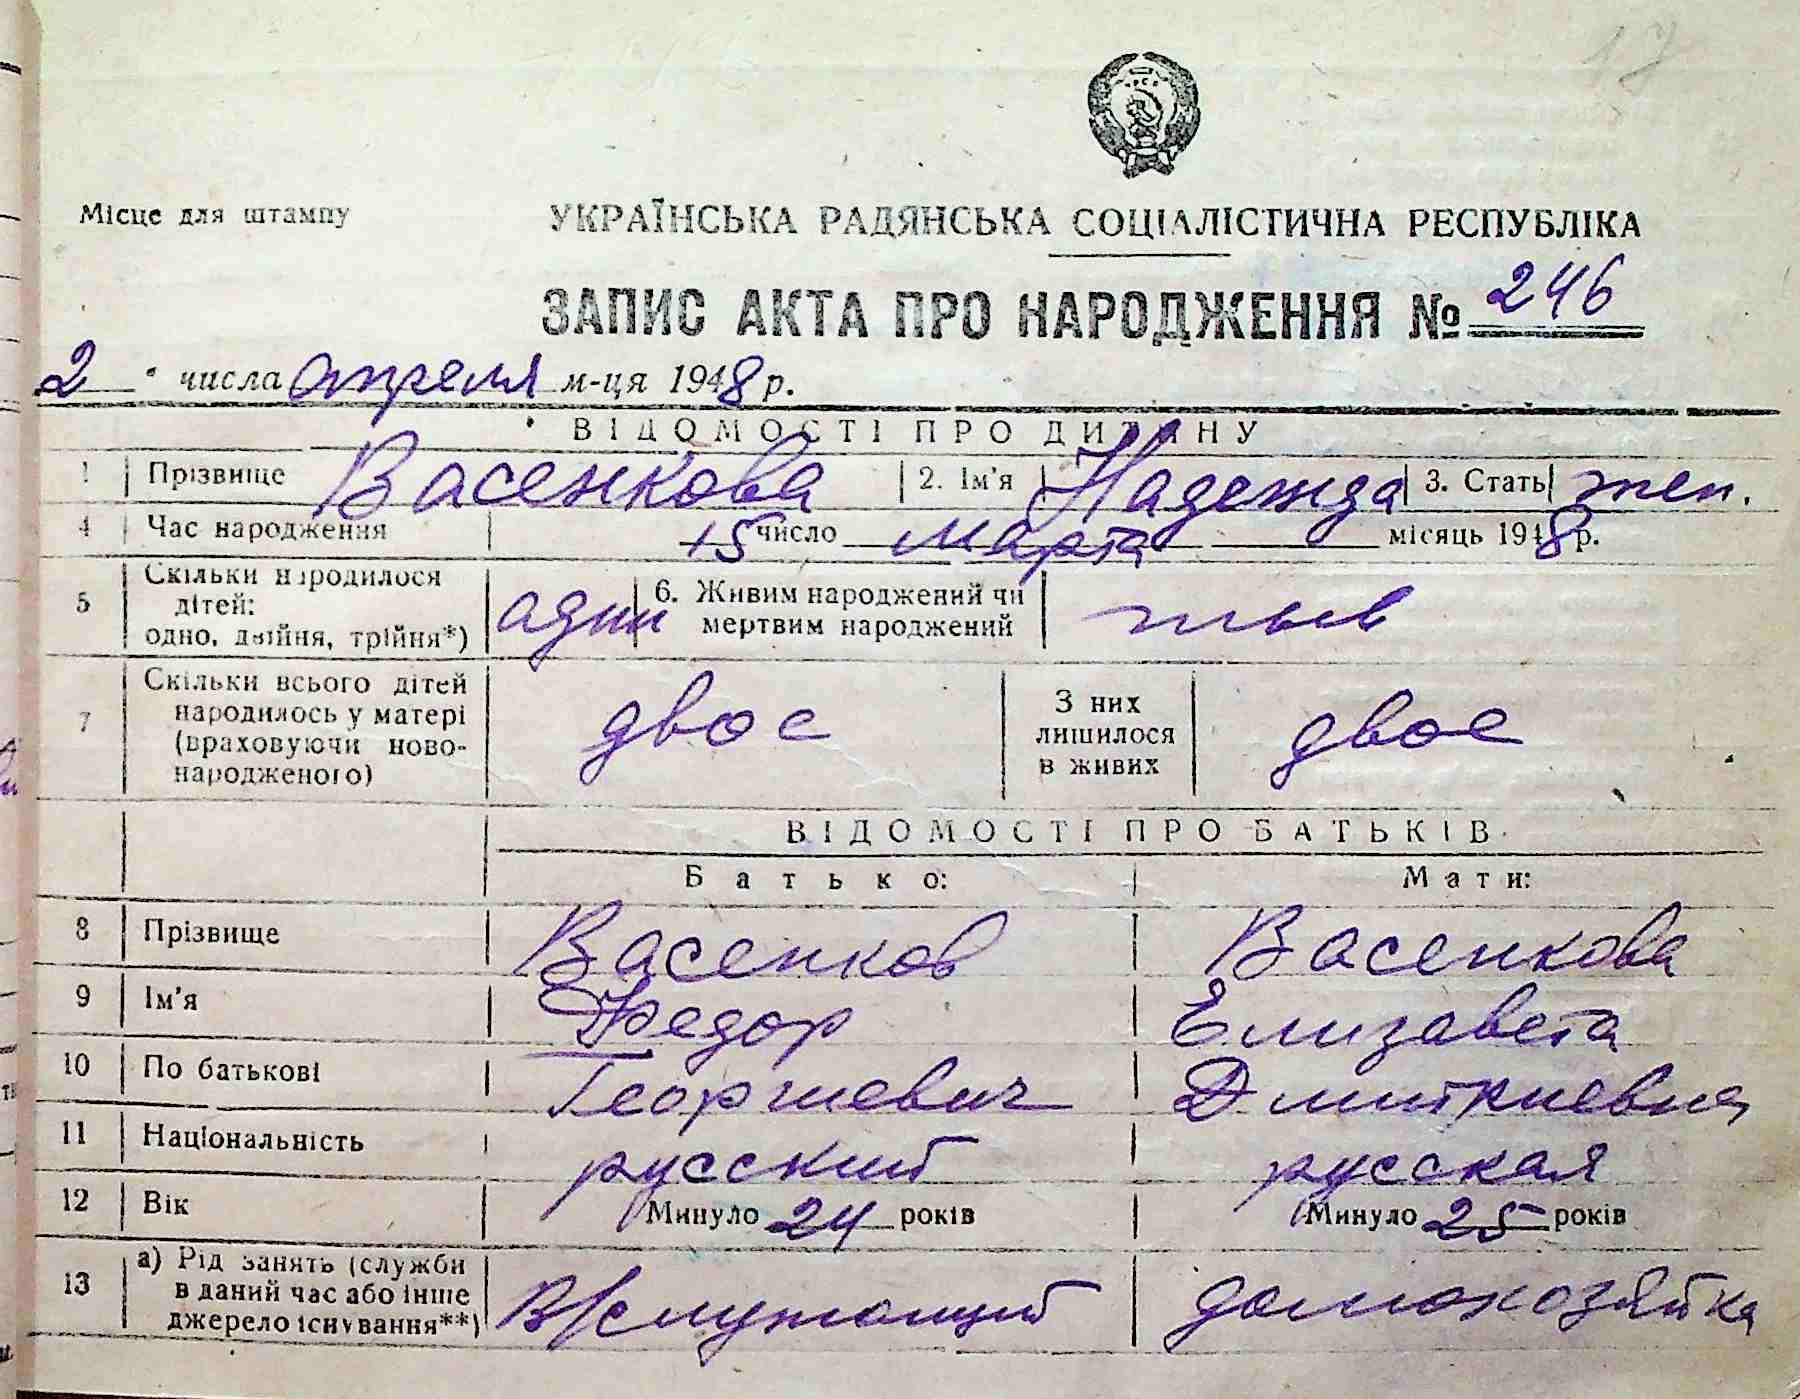 17
Місце для штампу
УКРАЇНСЬКА РАДЯНСЬКА СОЦІАЛІСТИЧНА РЕСПУБЛІКА
ЗАПИС АКТА ПРО НАРОДЖЕННЯ № 246
2 числа апреля м-ця 1948 р.
ВІДОМОСТІ ПРО ДИТИНУ
1 Прізвище Васенкова 2. Ім'я Надежда 3. Стать жен.
4 Час народження 15 число марта місяць 1948 р.
5 Скільки народилося дітей: одно, двійня, трійня*) адин 6. Живим народжений чи мертвим народжений жыв
7 Скільки всього дітей народилось у матері (враховуючи новонародженого) двое З них лишилося в живих двое
ВІДОМОСТІ ПРО БАТЬКІВ
Батько: Мати:
8 Прізвище Васенков Васенкова
9 Ім'я Федор Елизавета
10 По батькові Георгиевич Дмитриевна
11 Національність русский русская
12 Вік Минуло 24 років Минуло 25 років
13 а) Рід занять (служби в даний час або інше джерело існування**) В/служащий домохозяйка